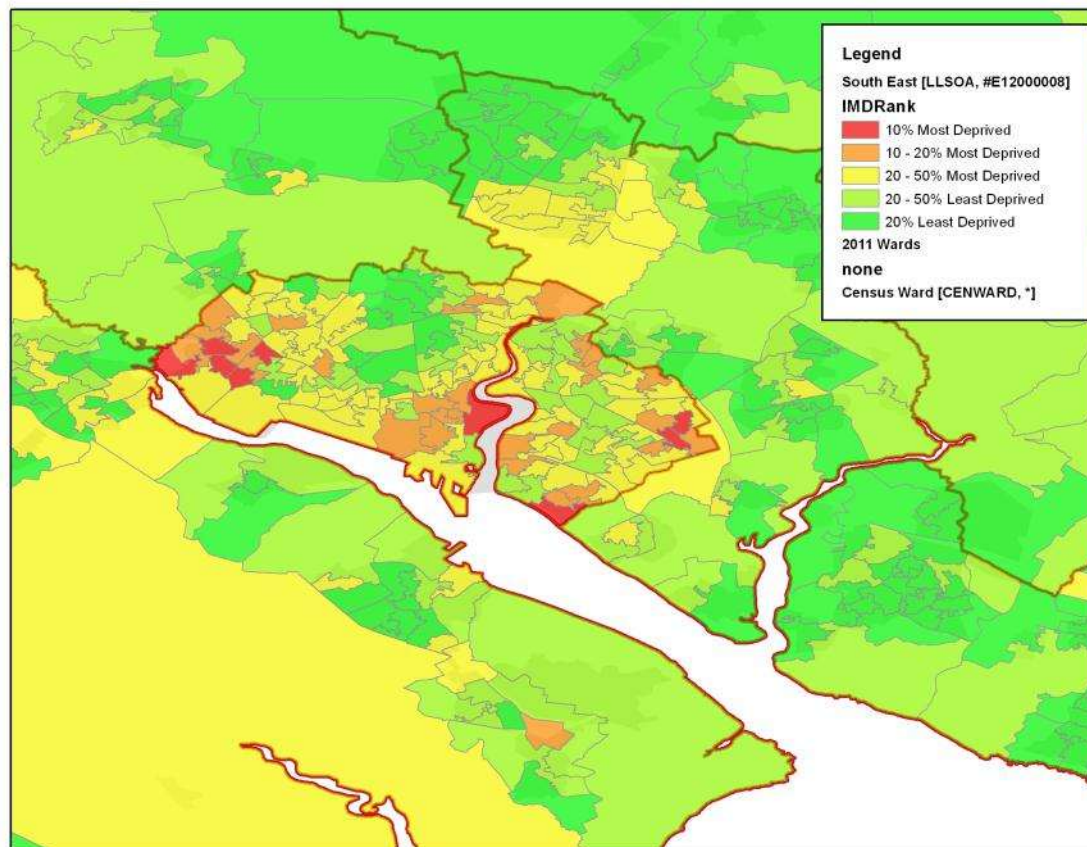 Legend
South East [LLSOA, #E12000008]
IMDRank
10% Most Deprived
10 - 20% Most Deprived
20 - 50% Most Deprived
20 - 50% Least Deprived
20% Least Deprived
2011 Wards
none
Census Ward [CENWARD, *]